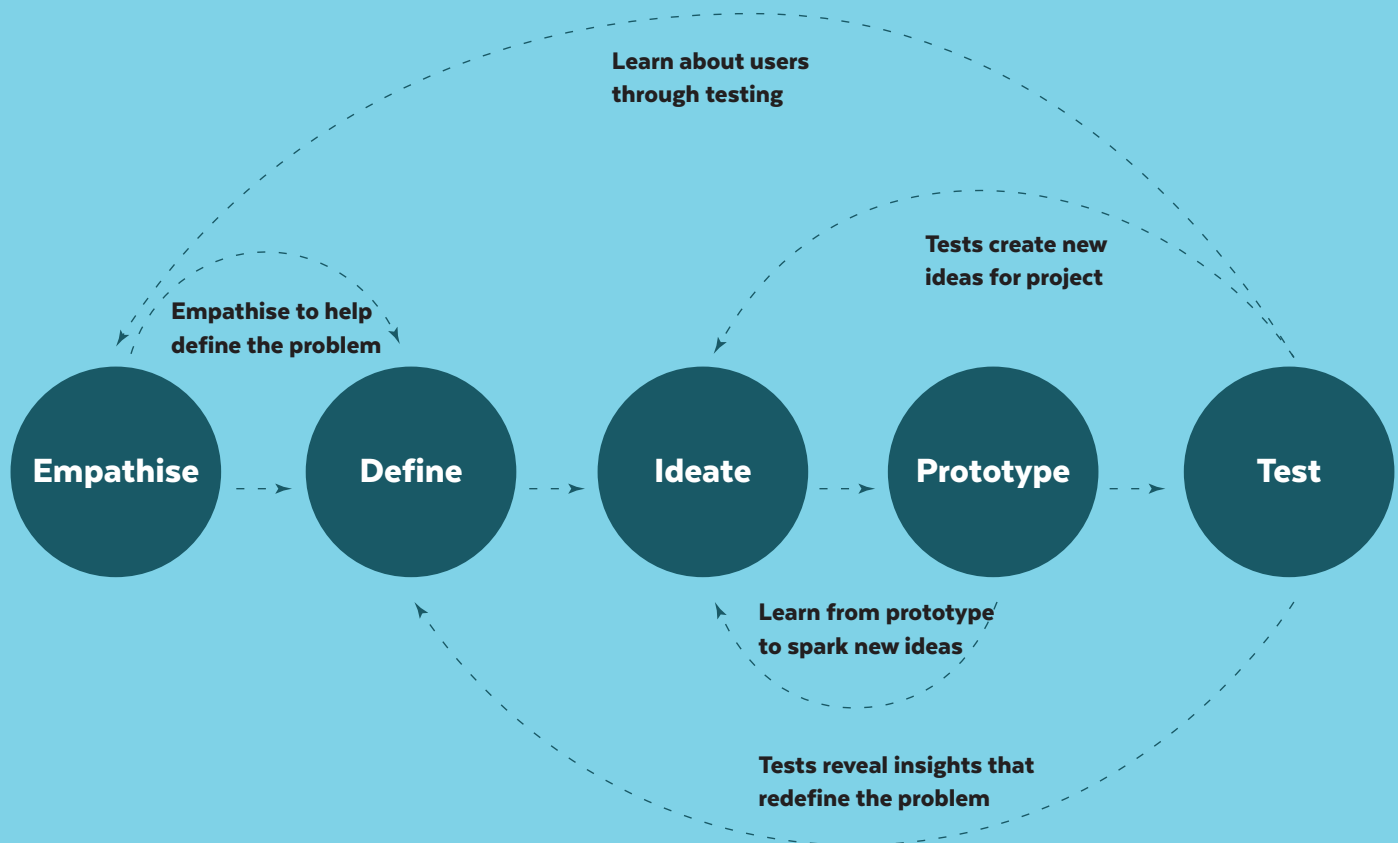 Learn about users
through testing
Tests create new
ideas for project
Empathise to help
define the problem
Empathise
Define
Ideate
Prototype
Test
Learn from prototype
to spark new ideas
Tests reveal insights that
redefine the problem